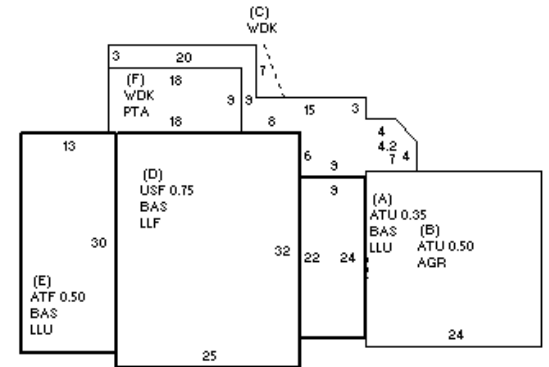 (C)
WDK
3
20
7
(F)
WDK
PTA
18
18
9
9
8
15
3
4
4.2
7
4
13
6
9
9
(D)
USF 0.75
BAS
LLF
30
32
22
24
(A)
ATU 0.35
BAS
LLU
(B)
ATU 0.50
AGR
(E)
ATF 0.50
BAS
LLU
25
24